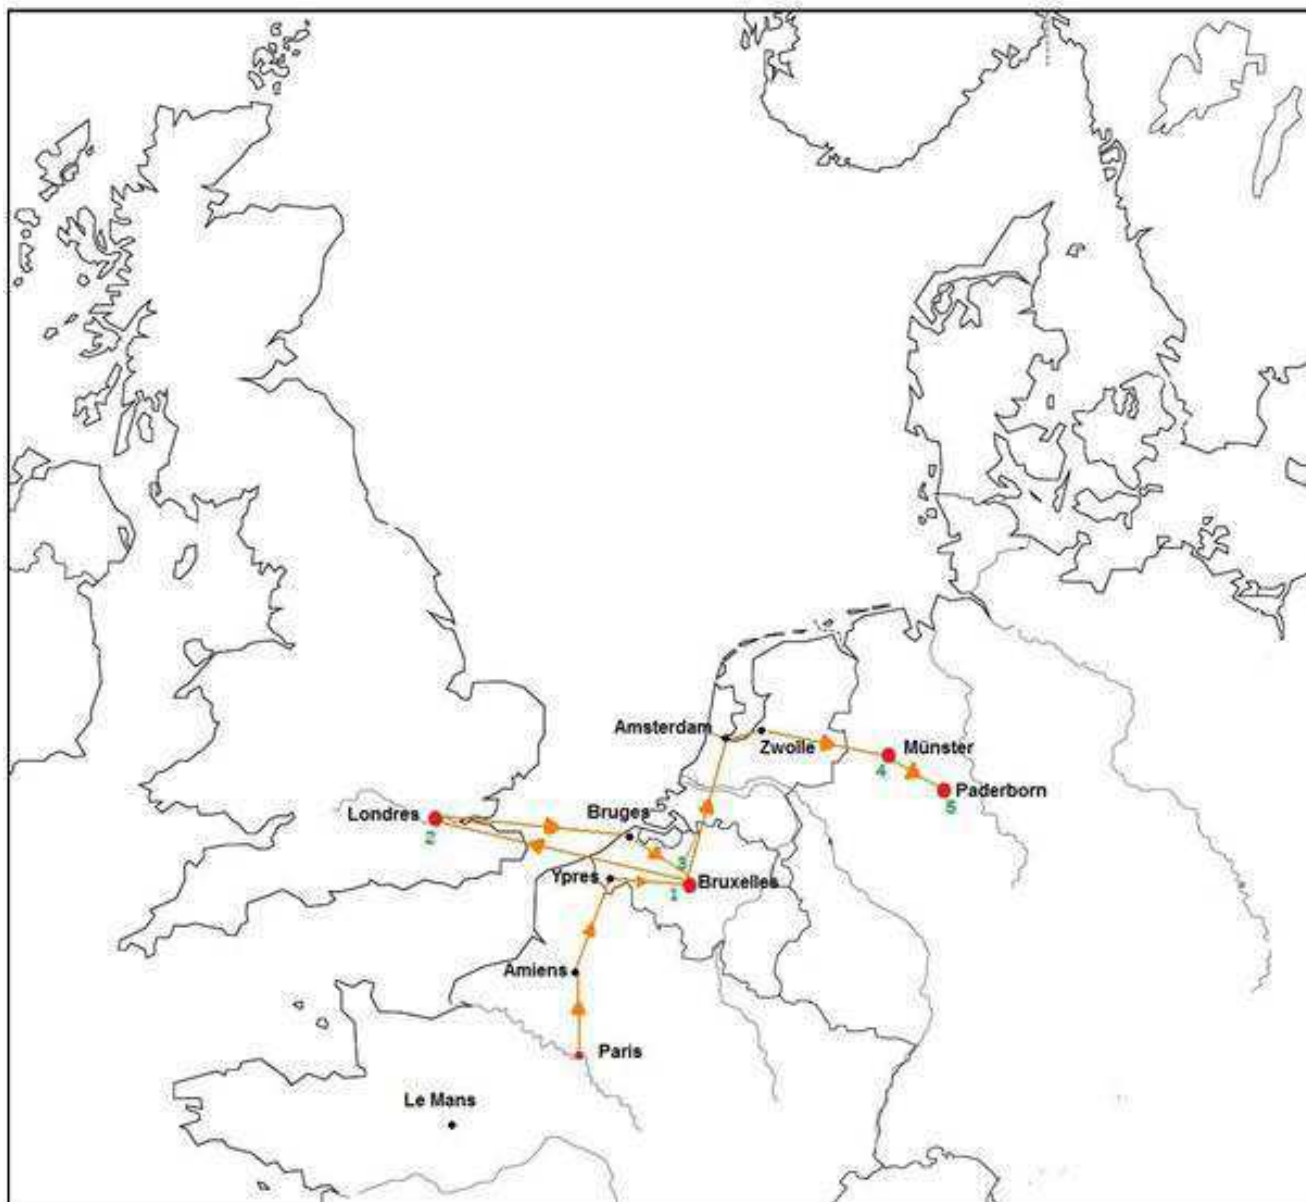 Amsterdam
Zwolle
Münster
4
Paderborn
5
Londres
2
Bruges
3
Ypres
Bruxelles
1
Amiens
Paris
Le Mans